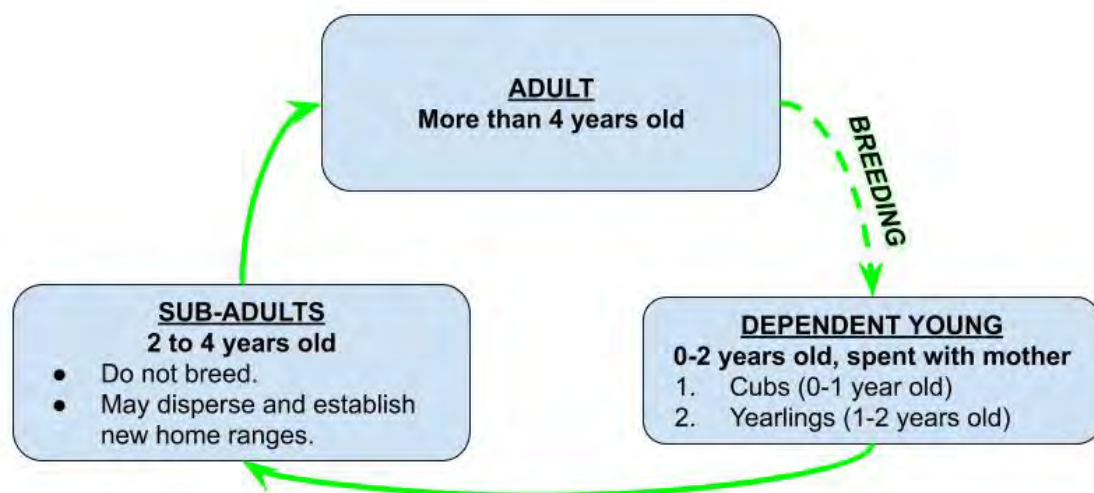 ADULT
More than 4 years old
BREEDING
SUB-ADULTS
2 to 4 years old
● Do not breed.
● May disperse and establish
new home ranges.
DEPENDENT YOUNG
0-2 years old, spent with mother
1. Cubs (0-1 year old)
2. Yearlings (1-2 years old)